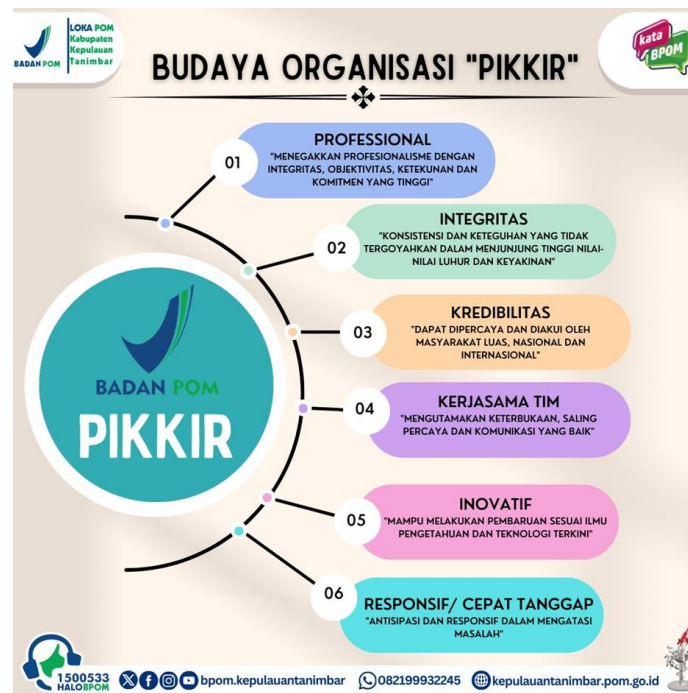 BADAN POM
LOKA POM
Kabupaten
Kepulauan
Tanimbar
kata
BPOM
BUDAYA ORGANISASI "PIKKIR"
01
PROFESSIONAL
"MENEGAKKAN PROFESIONALISME DENGAN
INTEGRITAS, OBJEKTIVITAS, KETEKUNAN DAN
KOMITMEN YANG TINGGI"
02
INTEGRITAS
"KONSISTENSI DAN KETEGUHAN YANG TIDAK
TERGOYAHKAN DALAM MENJUNJUNG TINGGI NILAI-
NILAI LUHUR DAN KEYAKINAN"
03
KREDIBILITAS
"DAPAT DIPERCAYA DAN DIAKUI OLEH
MASYARAKAT LUAS, NASIONAL DAN
INTERNASIONAL"
BADAN POM
PIKKIR
04
KERJASAMA TIM
"MENGUTAMAKAN KETERBUKAAN, SALING
PERCAYA DAN KOMUNIKASI YANG BAIK"
05
INOVATIF
"MAMPU MELAKUKAN PEMBARUAN SESUAI ILMU
PENGETAHUAN DAN TEKNOLOGI TERKINI"
06
RESPONSIF/ CEPAT TANGGAP
"ANTISIPASI DAN RESPONSIF DALAM MENGATASI
MASALAH"
1500533
HALOBPOM
bpom.kepulauantanimbar
082199932245
kepulauantanimbar.pom.go.id